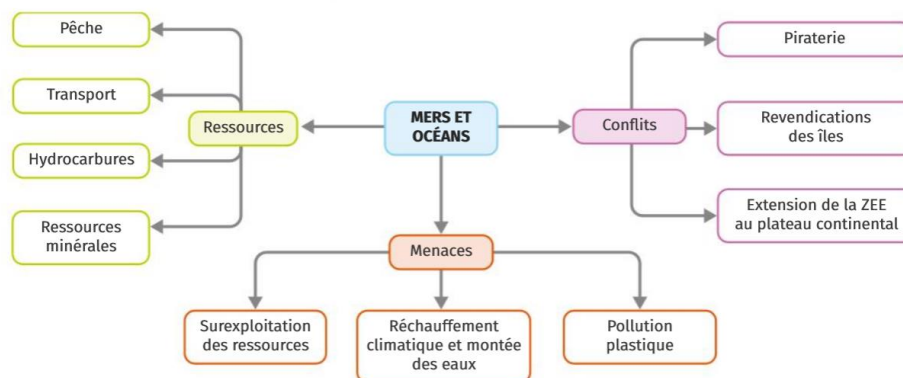 MERS ET
OCÉANS
Ressources
Pêche
Transport
Hydrocarbures
Ressources
minérales
Conflits
Piraterie
Revendications
des îles
Extension de la ZEE
au plateau continental
Menaces
Surexploitation
des ressources
Réchauffement
climatique et montée
des eaux
Pollution
plastique